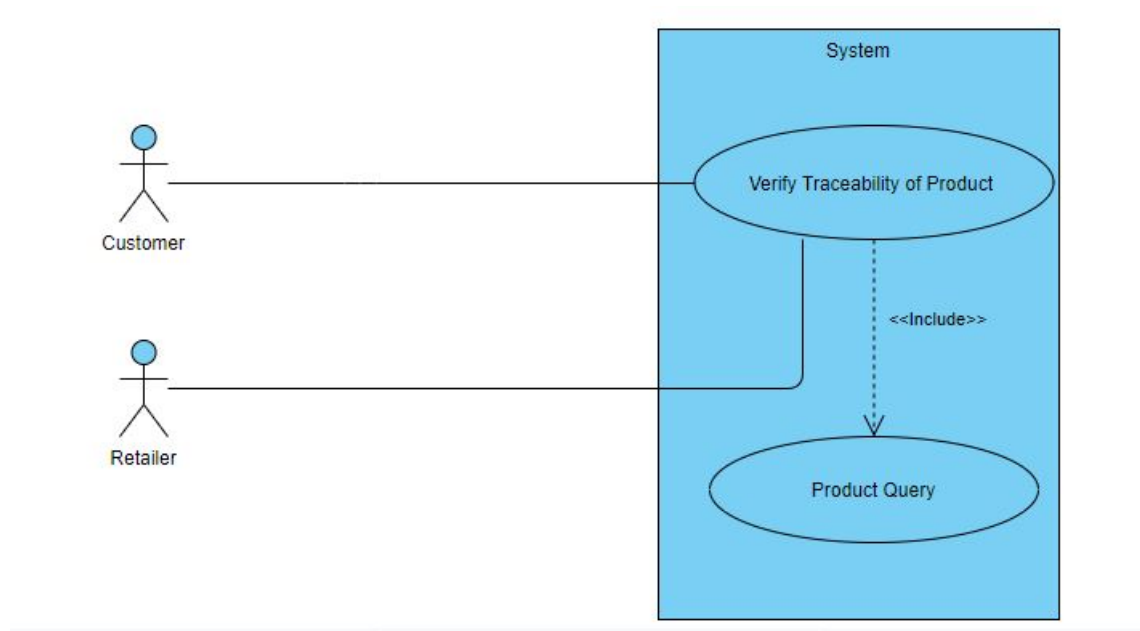 System
Verify Traceability of Product
Customer
<<Include>>
Retailer
Product Query